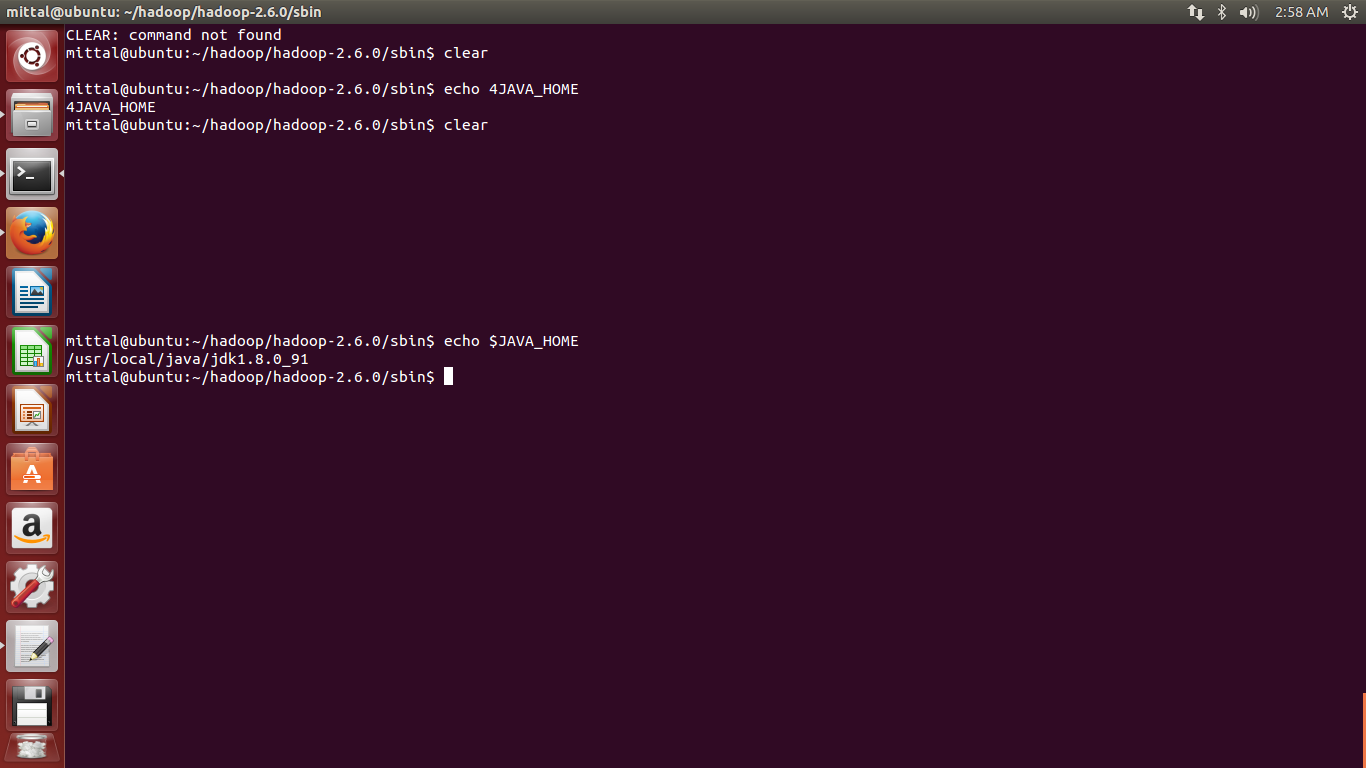 mittal@ubuntu: ~/hadoop/hadoop-2.6.0/sbin
2:58 AM
CLEAR: command not found
mittal@ubuntu:~/hadoop/hadoop-2.6.0/sbin$ clear
mittal@ubuntu:~/hadoop/hadoop-2.6.0/sbin$ echo 4JAVA_HOME
4JAVA_HOME
mittal@ubuntu:~/hadoop/hadoop-2.6.0/sbin$ clear
mittal@ubuntu:~/hadoop/hadoop-2.6.0/sbin$ echo $JAVA_HOME
/usr/local/java/jdk1.8.0_91
mittal@ubuntu:~/hadoop/hadoop-2.6.0/sbin$